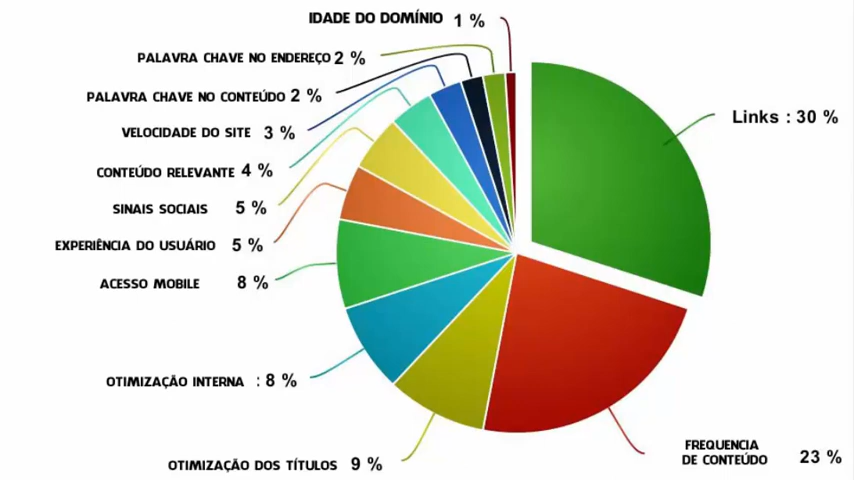 IDADE DO DOMÍNIO 1 %
PALAVRA CHAVE NO ENDEREÇO 2 %
PALAVRA CHAVE NO CONTEÚDO 2 %
Links : 30 %
VELOCIDADE DO SITE 3 %
CONTEÚDO RELEVANTE 4 %
SINAIS SOCIAIS 5 %
EXPERIÊNCIA DO USUÁRIO 5 %
ACESSO MOBILE 8 %
OTIMIZAÇÃO INTERNA : 8 %
OTIMIZAÇÃO DOS TÍTULOS 9 %
FREQUENCIA
DE CONTEÚDO 23 %